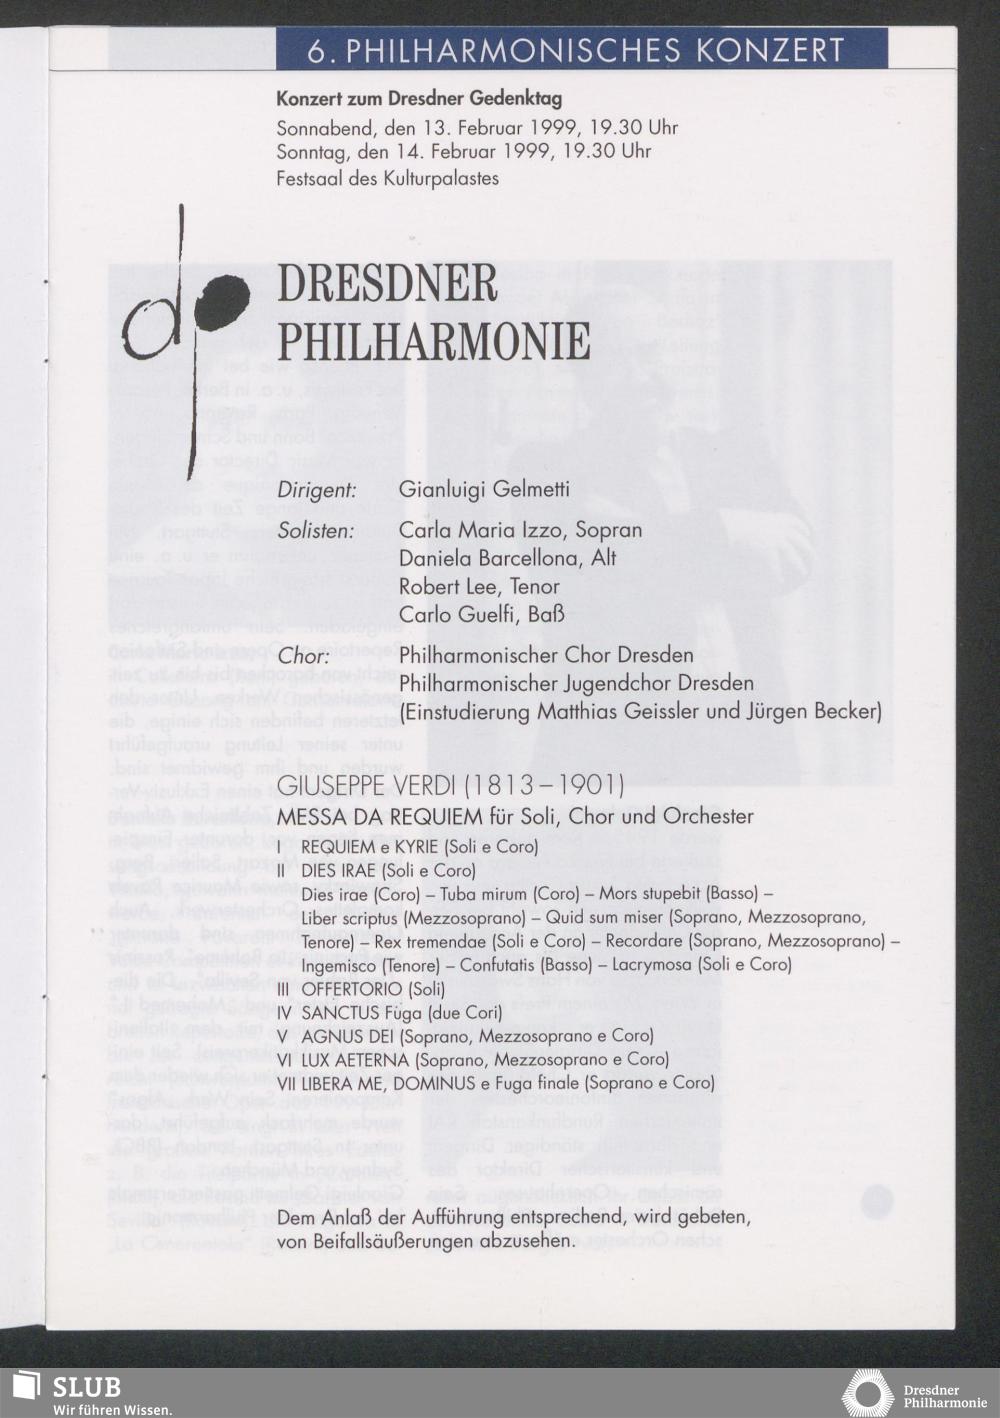 6. PHILHARMONISCHES KONZERT
Konzert zum Dresdner Gedenktag
Sonnabend, den 13. Februar 1999, 19.30 Uhr
Sonntag, den 14. Februar 1999, 19.30 Uhr
Festsaal des Kulturpalastes
dp
DRESDNER
PHILHARMONIE
Dirigent: Gianluigi Gelmetti
Solisten: Carla Maria Izzo, Sopran
Daniela Barcellona, Alt
Robert Lee, Tenor
Carlo Guelfi, Baß
Chor: Philharmonischer Chor Dresden
Philharmonischer Jugendchor Dresden
(Einstudierung Matthias Geissler und Jürgen Becker)
GIUSEPPE VERDI (1813–1901)
MESSA DA REQUIEM für Soli, Chor und Orchester
I REQUIEM e KYRIE (Soli e Coro)
II DIES IRAE (Soli e Coro)
Dies irae (Coro) – Tuba mirum (Coro) – Mors stupebit (Basso) –
Liber scriptus (Mezzosoprano) – Quid sum miser (Soprano, Mezzosoprano,
Tenore) – Rex tremendae (Soli e Coro) – Recordare (Soprano, Mezzosoprano) –
Ingemisco (Tenore) – Confutatis (Basso) – Lacrymosa (Soli e Coro)
III OFFERTORIO (Soli)
IV SANCTUS Fuga (due Cori)
V AGNUS DEI (Soprano, Mezzosoprano e Coro)
VI LUX AETERNA (Soprano, Mezzosoprano e Coro)
VII LIBERA ME, DOMINUS e Fuga finale (Soprano e Coro)
Dem Anlaß der Aufführung entsprechend, wird gebeten,
von Beifallsäußerungen abzusehen.
SLUB
Wir führen Wissen.
Dresdner
Philharmonie